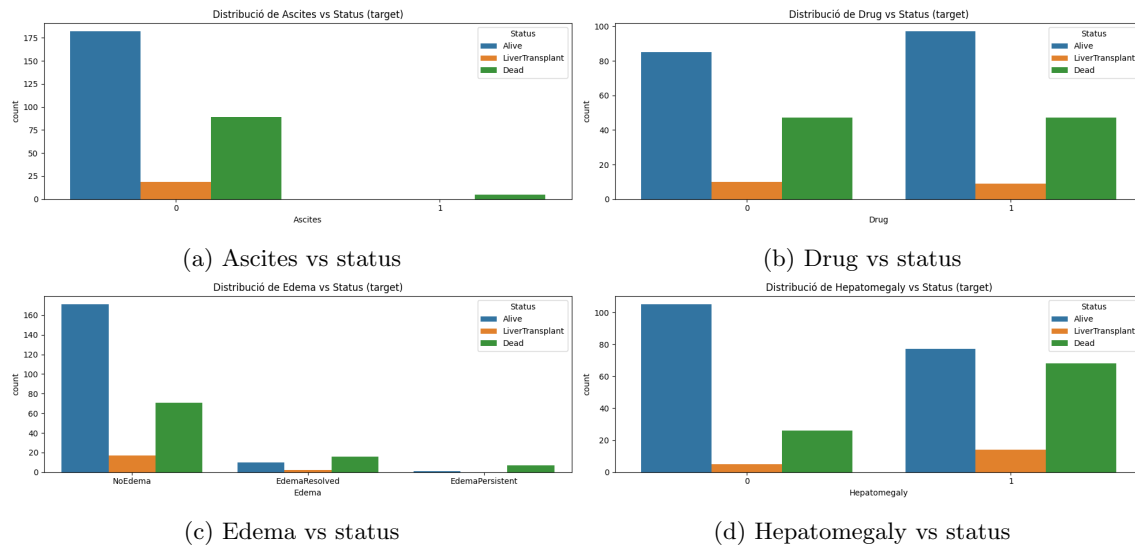 Distribució de Ascites vs Status (target)
count
175
150
125
100
75
50
25
0
Status
Alive
LiverTransplant
Dead
0 1
Ascites
(a) Ascites vs status
Distribució de Drug vs Status (target)
count
100
80
60
40
20
0
Status
Alive
LiverTransplant
Dead
0 1
Drug
(b) Drug vs status
Distribució de Edema vs Status (target)
count
160
140
120
100
80
60
40
20
0
Status
Alive
LiverTransplant
Dead
NoEdema EdemaResolved EdemaPersistent
Edema
(c) Edema vs status
Distribució de Hepatomegaly vs Status (target)
count
100
80
60
40
20
0
Status
Alive
LiverTransplant
Dead
0 1
Hepatomegaly
(d) Hepatomegaly vs status